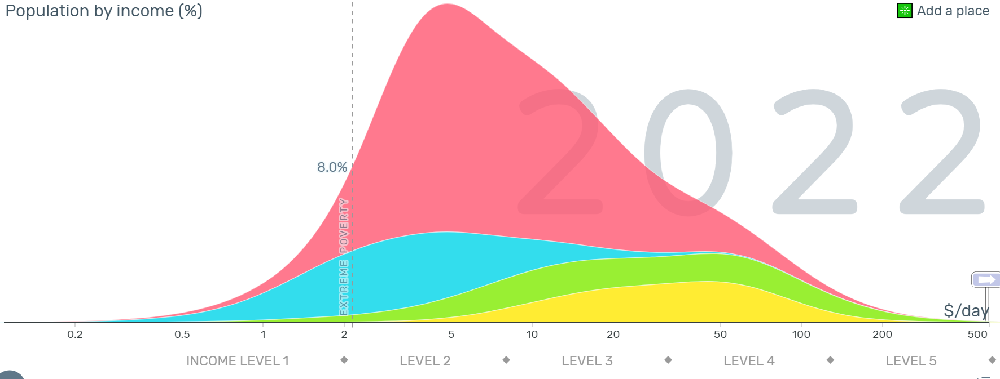 Population by income (%)
Add a place
2022
8.0%
EXTREME POVERTY
$/day
0.2 0.5 1 2 5 10 20 50 100 200 500
INCOME LEVEL 1 LEVEL 2 LEVEL 3 LEVEL 4 LEVEL 5